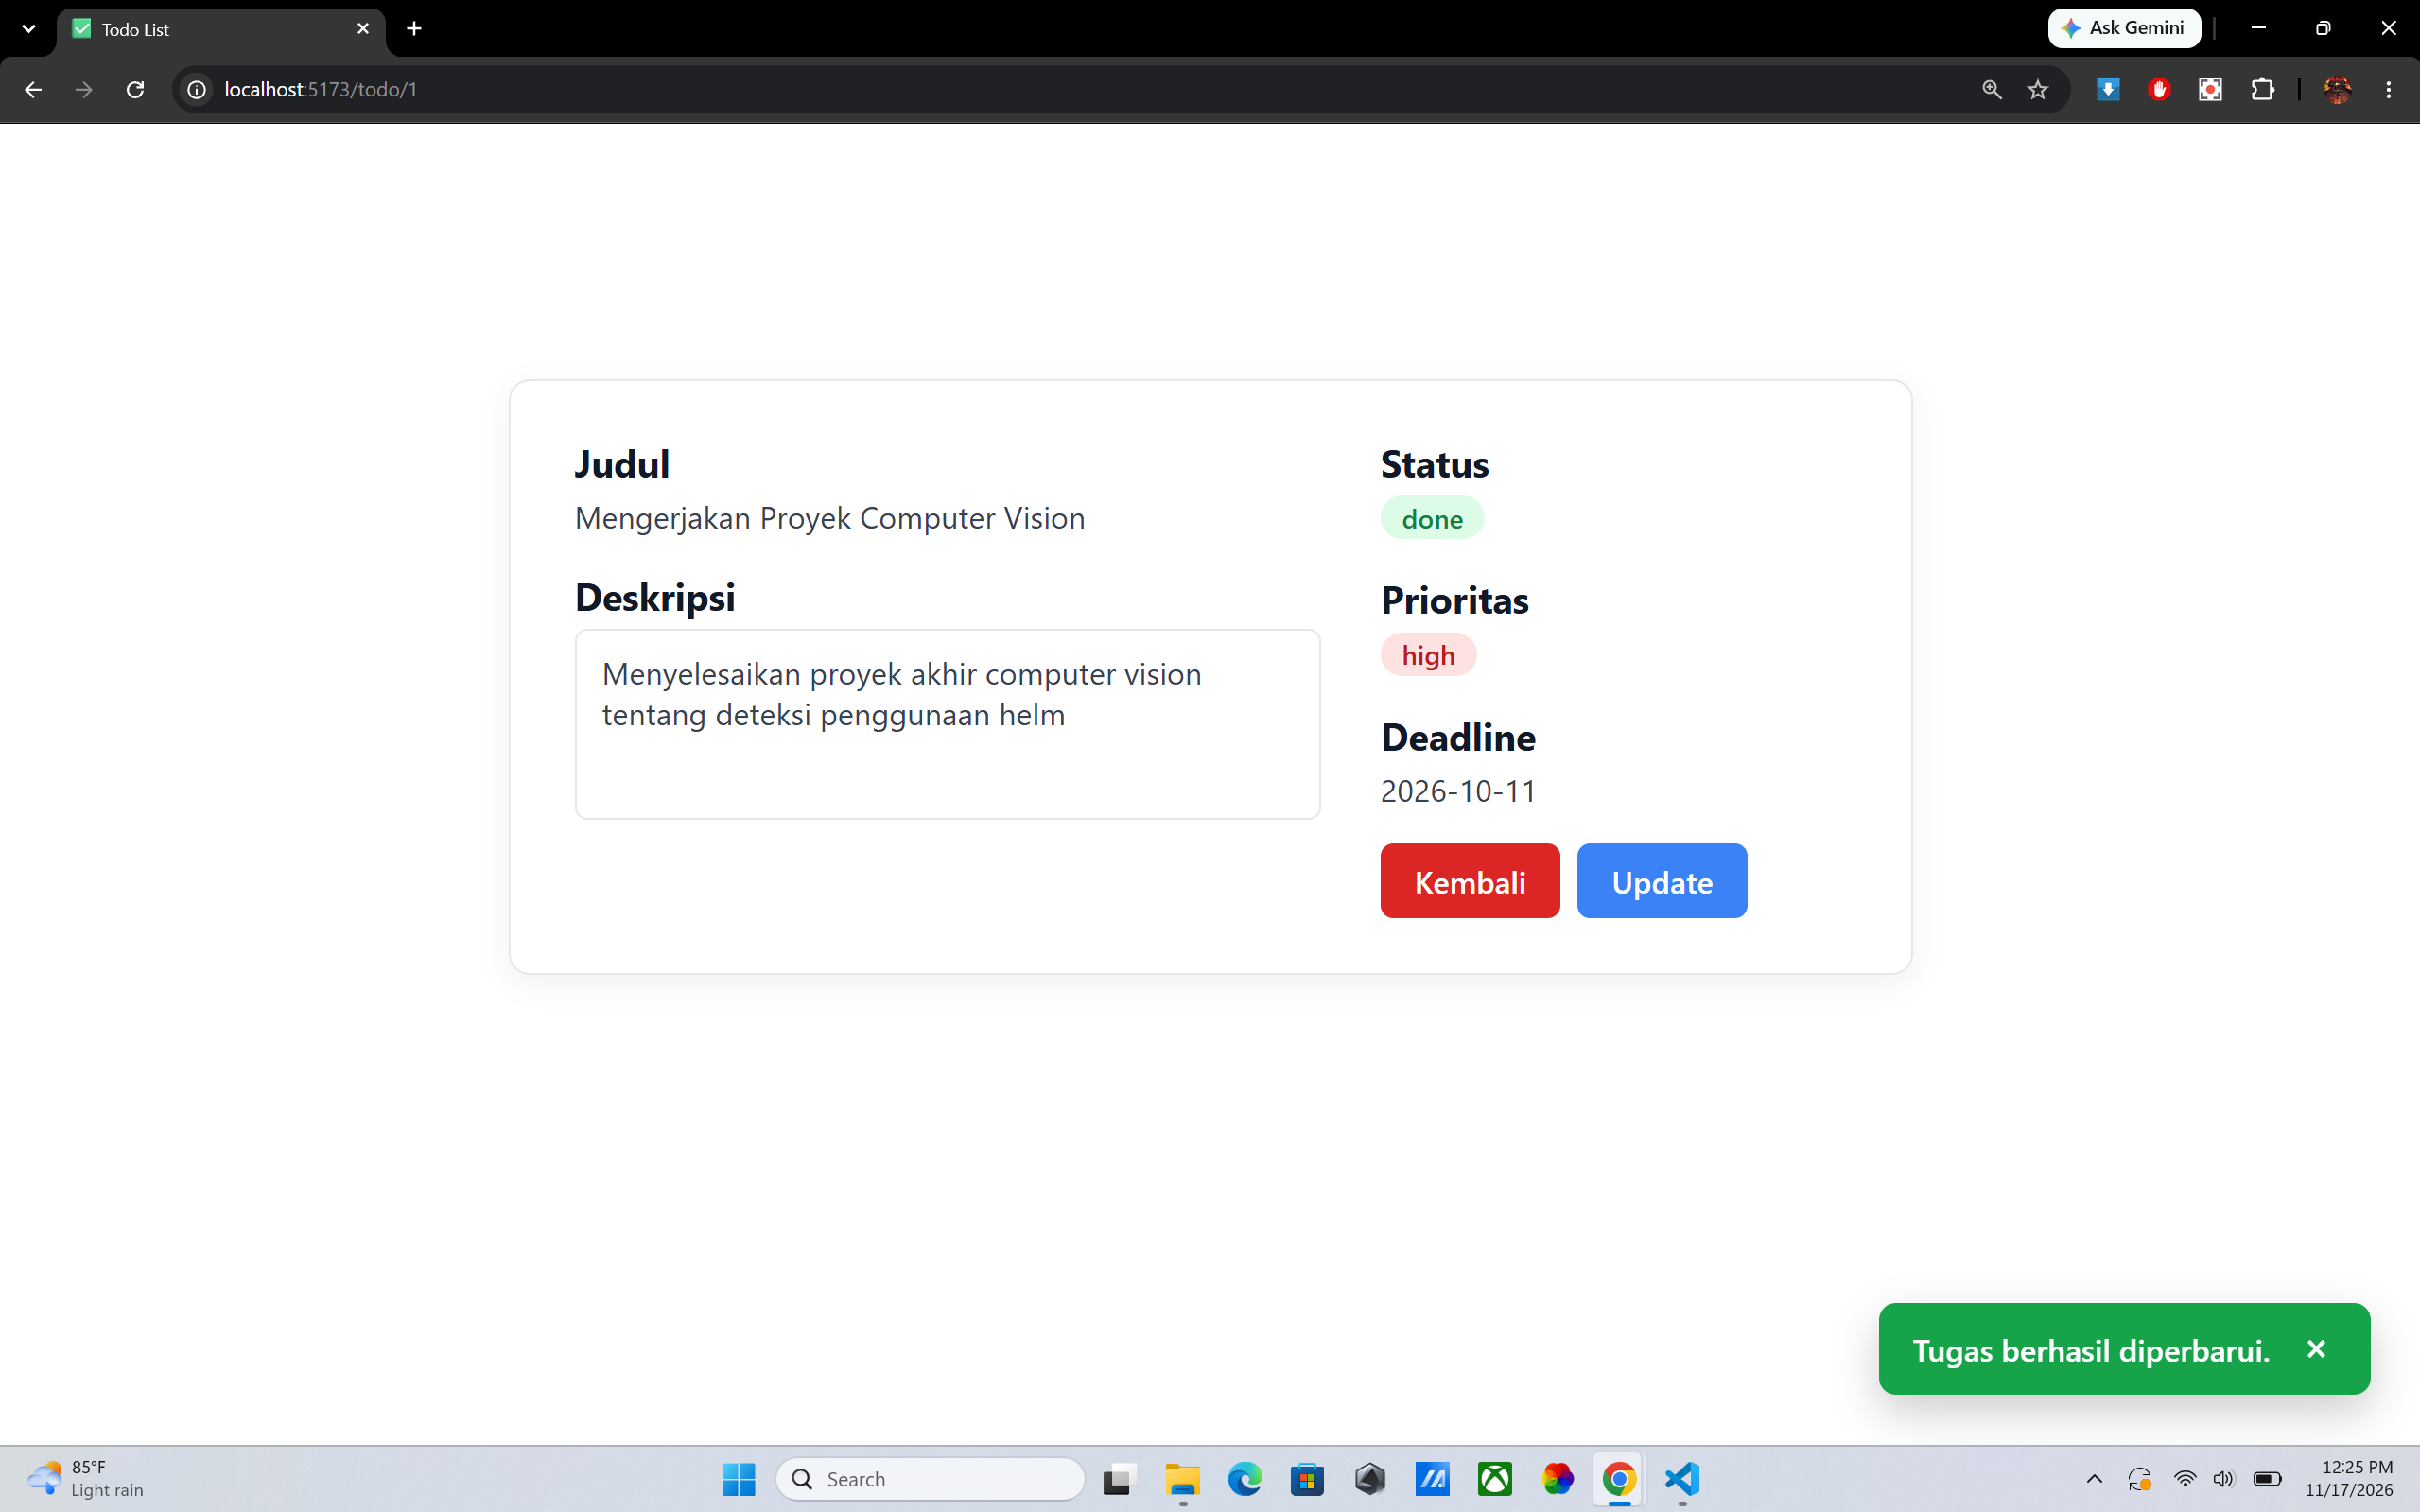 Todo List
Ask Gemini
localhost:5173/todo/1
Judul
Mengerjakan Proyek Computer Vision
Deskripsi
Menyelesaikan proyek akhir computer vision
tentang deteksi penggunaan helm
Status
done
Prioritas
high
Deadline
2026-10-11
Kembali
Update
Tugas berhasil diperbarui.
85°F
Light rain
Search
12:25 PM
11/17/2026